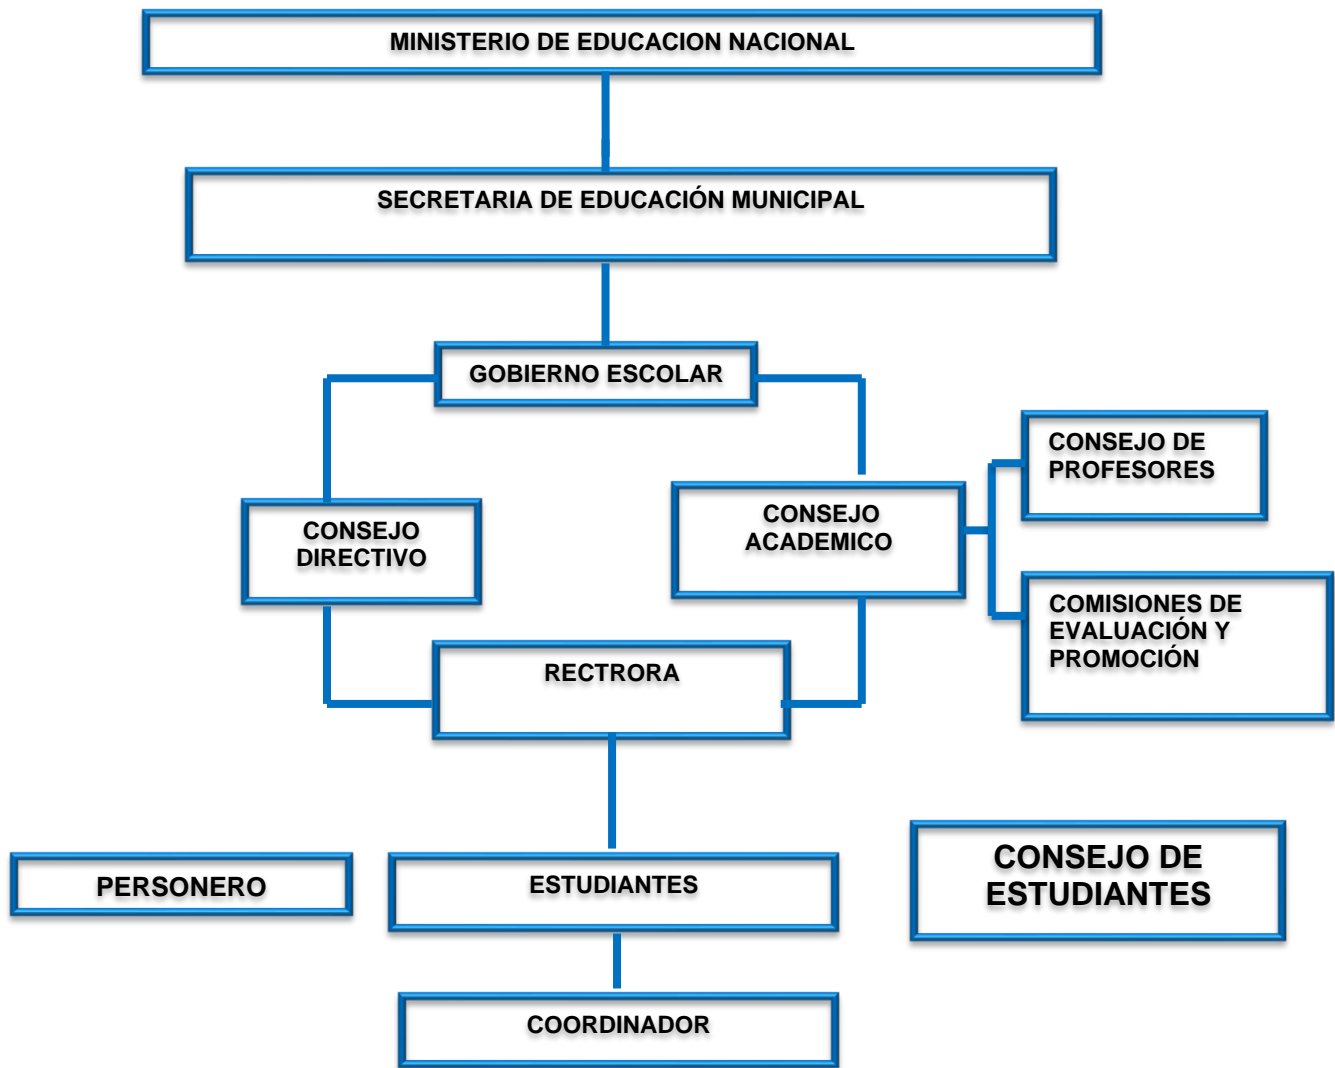 MINISTERIO DE EDUCACION NACIONAL
SECRETARIA DE EDUCACIÓN MUNICIPAL
GOBIERNO ESCOLAR
CONSEJO DE
PROFESORES
CONSEJO
DIRECTIVO
CONSEJO
ACADEMICO
COMISIONES DE
EVALUACIÓN Y
PROMOCIÓN
RECTRORA
PERSONERO
ESTUDIANTES
CONSEJO DE
ESTUDIANTES
COORDINADOR